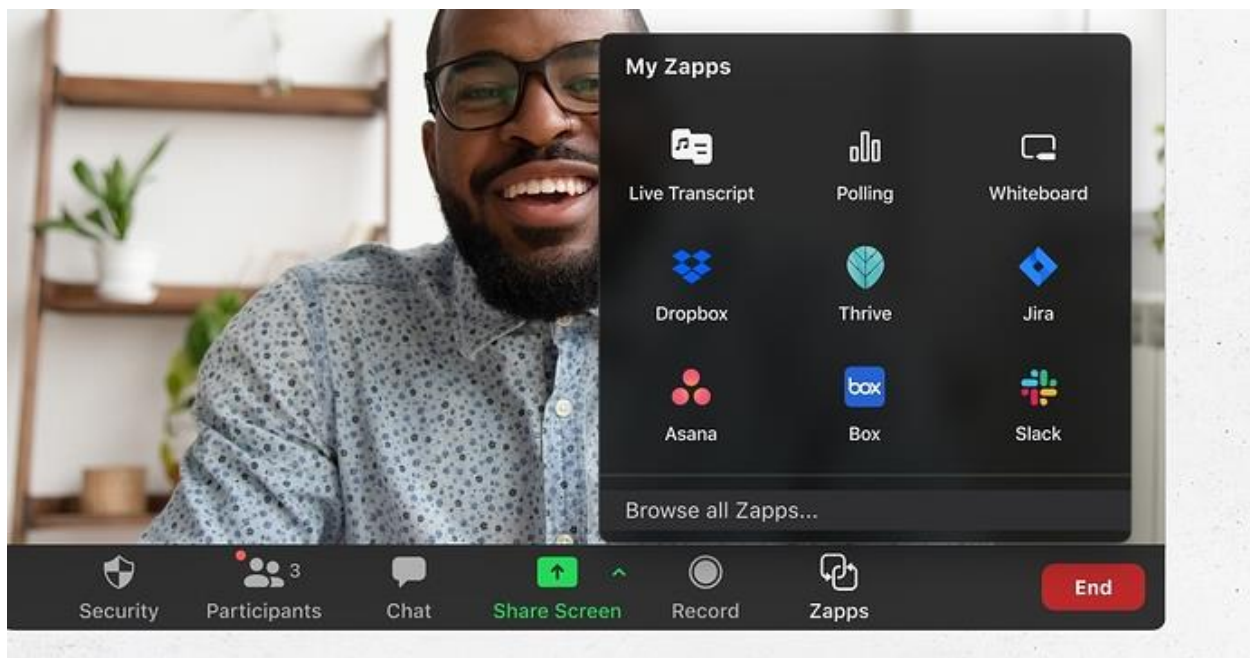 My Zapps
Live Transcript Polling Whiteboard
Dropbox Thrive Jira
Asana box Box Slack
Browse all Zapps...
3
Security Participants Chat Share Screen Record Zapps End